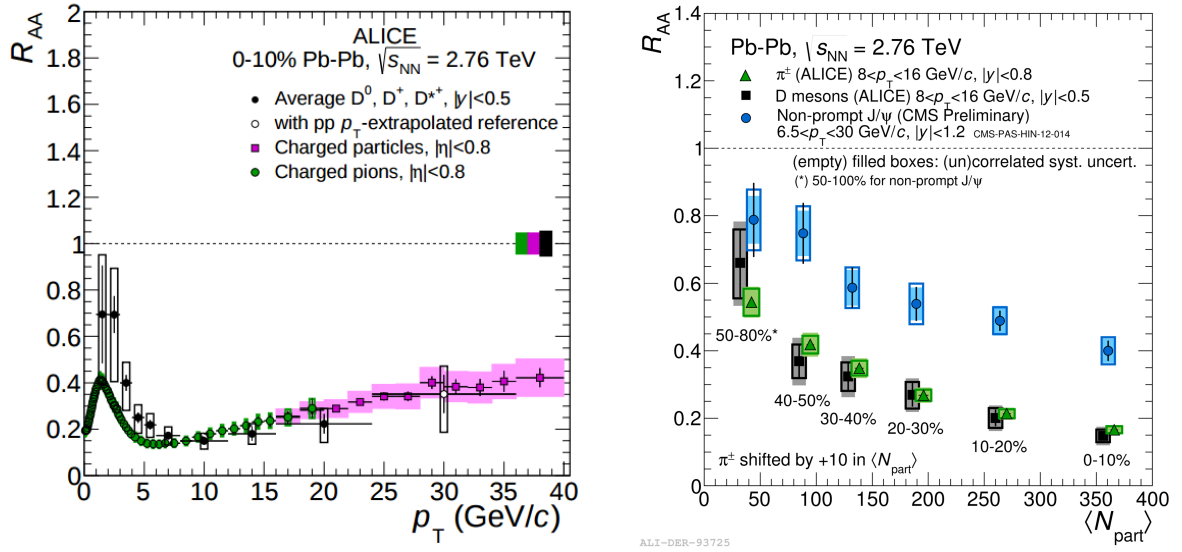 R_AA
ALICE
0-10% Pb-Pb, √s_NN = 2.76 TeV
Average D⁰, D⁺, D*⁺, |y|<0.5
with pp p_T-extrapolated reference
Charged particles, |η|<0.8
Charged pions, |η|<0.8
2
1.8
1.6
1.4
1.2
1
0.8
0.6
0.4
0.2
0
0 5 10 15 20 25 30 35 40
p_T (GeV/c)
R_AA
Pb-Pb, √s_NN = 2.76 TeV
π± (ALICE) 8<p_T<16 GeV/c, |y|<0.8
D mesons (ALICE) 8<p_T<16 GeV/c, |y|<0.5
Non-prompt J/ψ (CMS Preliminary)
6.5<p_T<30 GeV/c, |y|<1.2 CMS-PAS-HIN-12-014
(empty) filled boxes: (un)correlated syst. uncert.
(*) 50-100% for non-prompt J/ψ
50-80%*
40-50%
30-40%
20-30%
10-20%
0-10%
π± shifted by +10 in ⟨N_part⟩
1.4
1.2
1
0.8
0.6
0.4
0.2
0.0
0 50 100 150 200 250 300 350 400
⟨N_part⟩
ALI-DER-93725